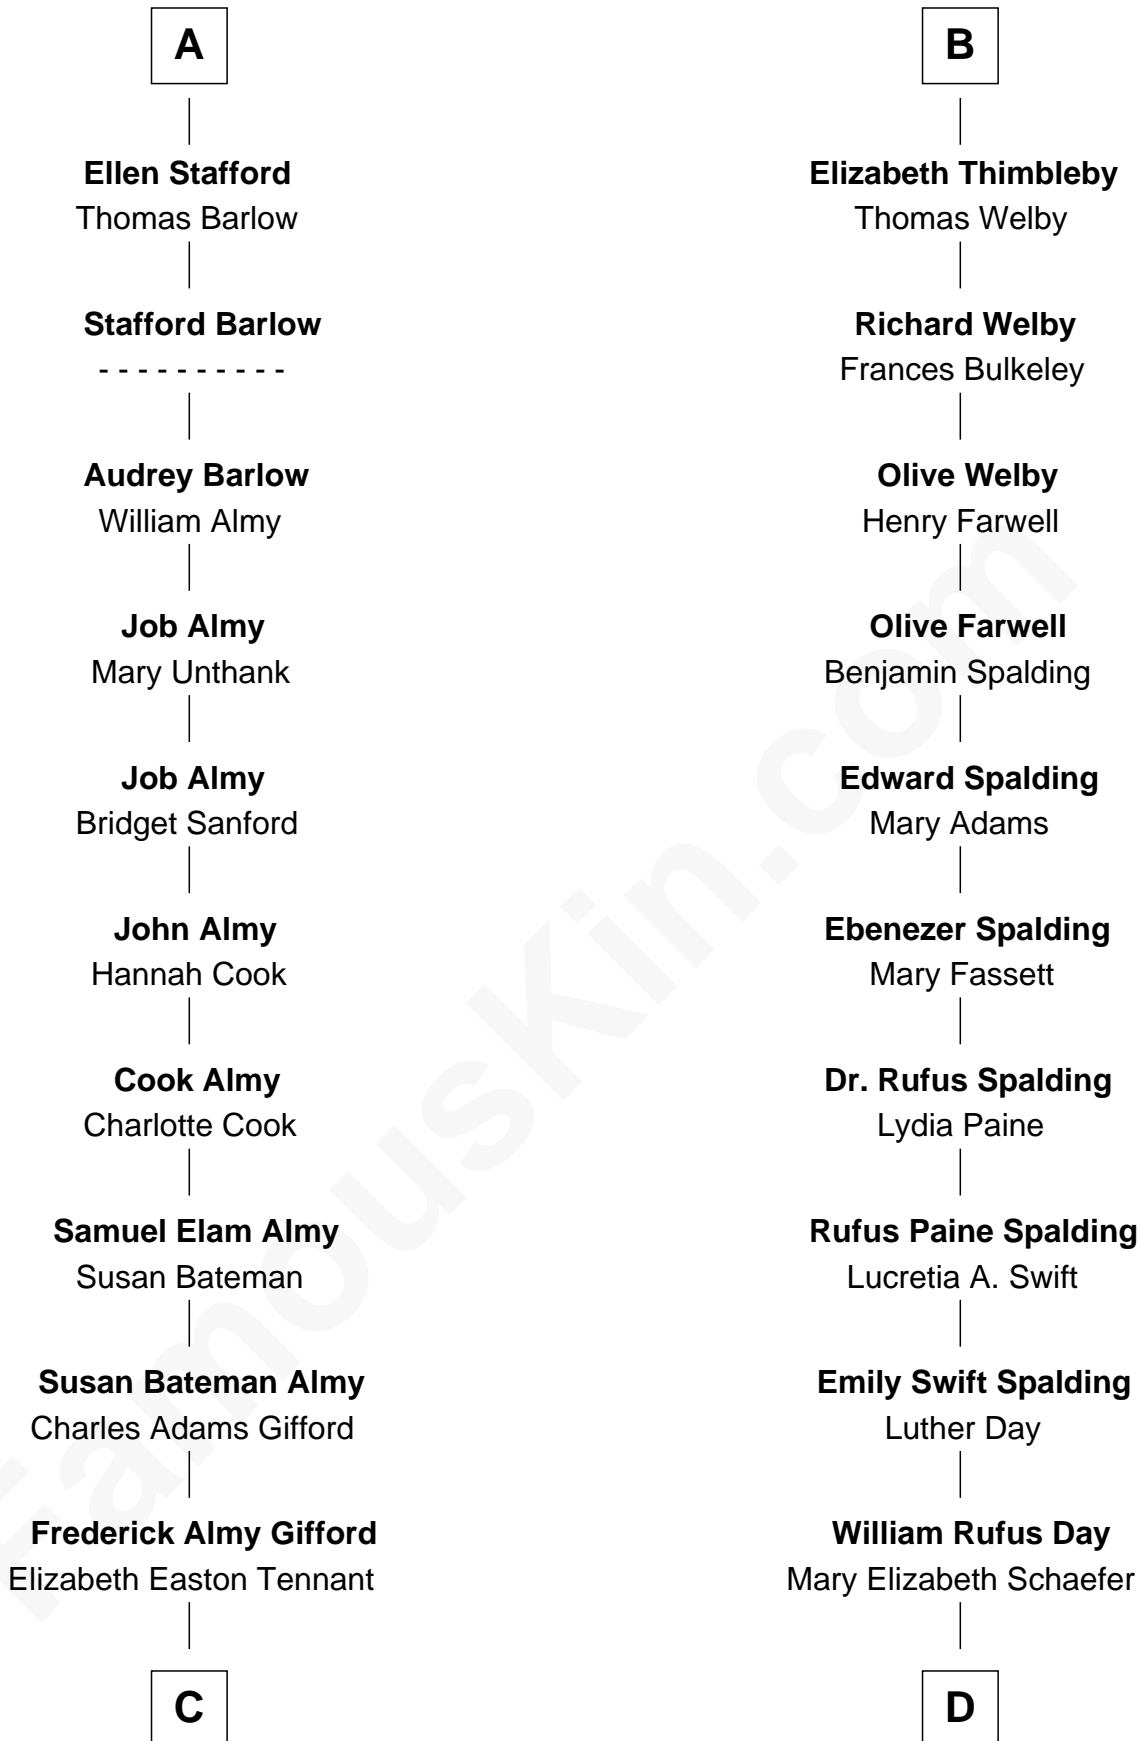 A
Ellen Stafford
Thomas Barlow
Stafford Barlow
- - - - - - - - - -
Audrey Barlow
William Almy
Job Almy
Mary Unthank
Job Almy
Bridget Sanford
John Almy
Hannah Cook
Cook Almy
Charlotte Cook
Samuel Elam Almy
Susan Bateman
Susan Bateman Almy
Charles Adams Gifford
Frederick Almy Gifford
Elizabeth Easton Tennant
C
B
Elizabeth Thimbleby
Thomas Welby
Richard Welby
Frances Bulkeley
Olive Welby
Henry Farwell
Olive Farwell
Benjamin Spalding
Edward Spalding
Mary Adams
Ebenezer Spalding
Mary Fassett
Dr. Rufus Spalding
Lydia Paine
Rufus Paine Spalding
Lucretia A. Swift
Emily Swift Spalding
Luther Day
William Rufus Day
Mary Elizabeth Schaefer
D
FamousKin.com